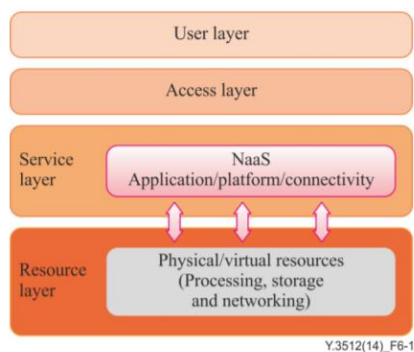 User layer
Access layer
Service
layer
NaaS
Application/platform/connectivity
Resource
layer
Physical/virtual resources
(Processing, storage
and networking)
Y.3512(14)_F6-1